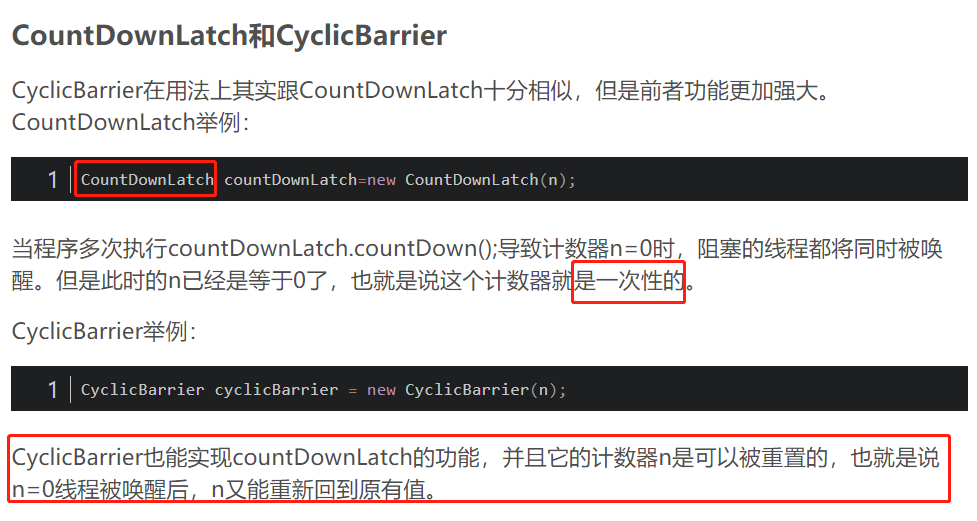 CountDownLatch和CyclicBarrier
CyclicBarrier在用法上其实跟CountDownLatch十分相似，但是前者功能更加强大。
CountDownLatch举例：
1 CountDownLatch countDownLatch=new CountDownLatch(n);
当程序多次执行countDownLatch.countDown();导致计数器n=0时，阻塞的线程都将同时被唤
醒。但是此时的n已经是等于0了，也就是说这个计数器就是一次性的。
CyclicBarrier举例：
1 CyclicBarrier cyclicBarrier = new CyclicBarrier(n);
CyclicBarrier也能实现countDownLatch的功能，并且它的计数器n是可以被重置的，也就是说
n=0线程被唤醒后，n又能重新回到原有值。